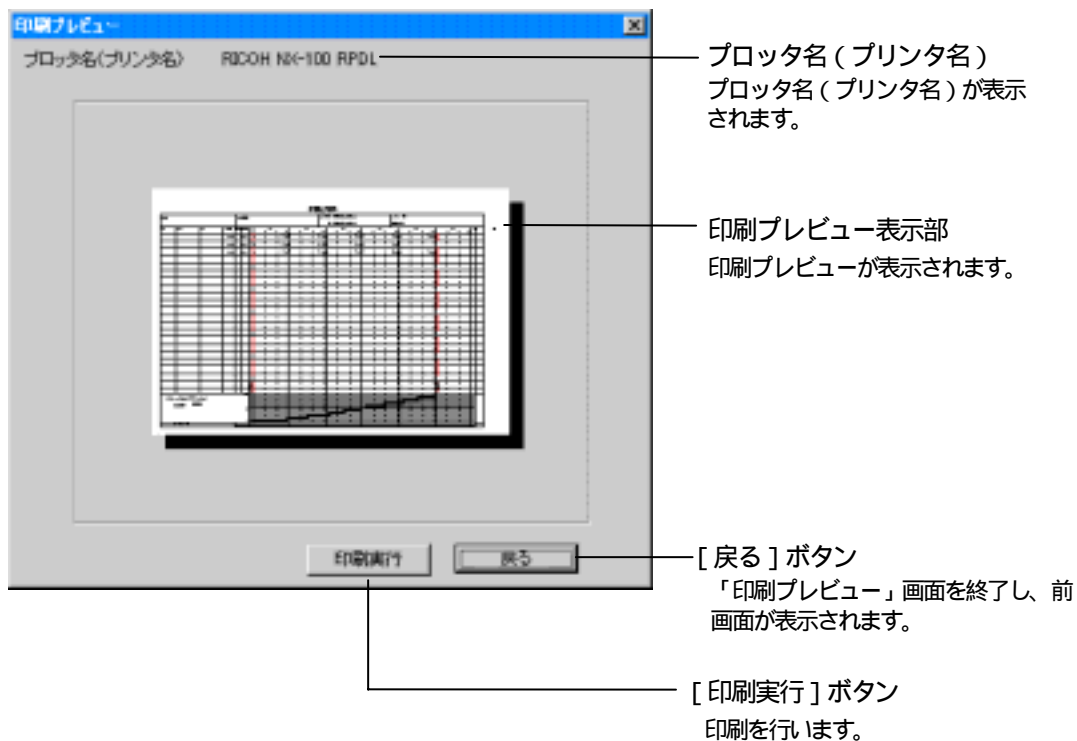 印刷プレビュー
プロッタ名(プリンタ名) RICOH NX-100 RPDL
プロッタ名(プリンタ名)
プロッタ名(プリンタ名)が表示
されます。
印刷プレビュー表示部
印刷プレビューが表示されます。
印刷実行 戻る
[戻る]ボタン
「印刷プレビュー」画面を終了し、前
画面が表示されます。
[印刷実行]ボタン
印刷を行います。